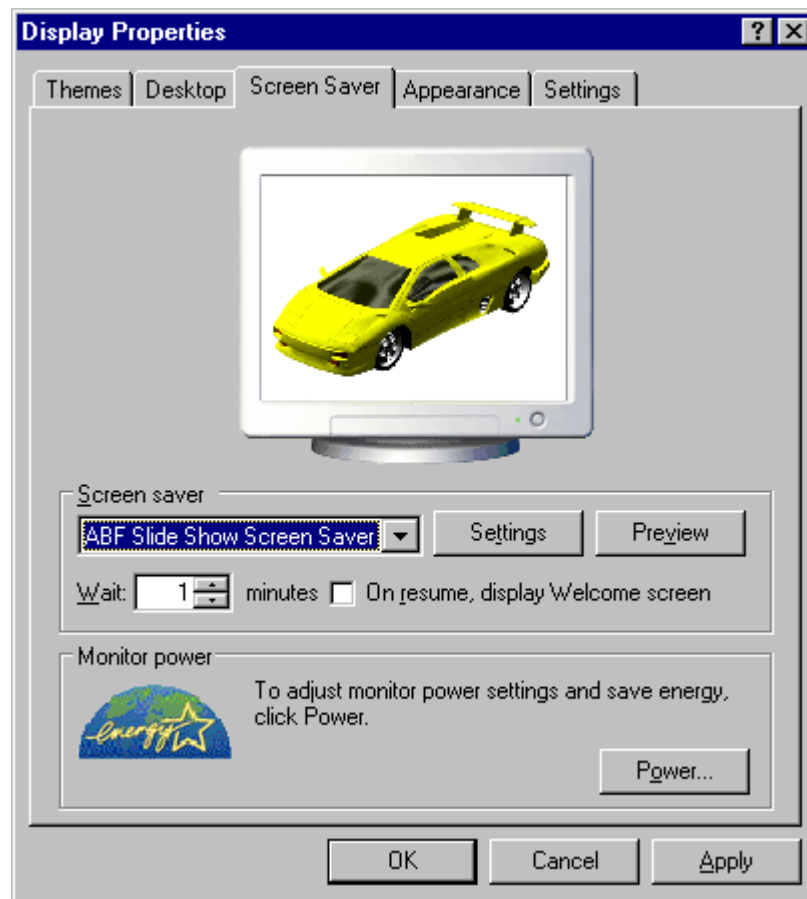 Display Properties
Themes Desktop Screen Saver Appearance Settings
Screen saver
ABF Slide Show Screen Saver Settings Preview
Wait: 1 minutes On resume, display Welcome screen
Monitor power
energy To adjust monitor power settings and save energy,
click Power.
Power...
OK Cancel Apply